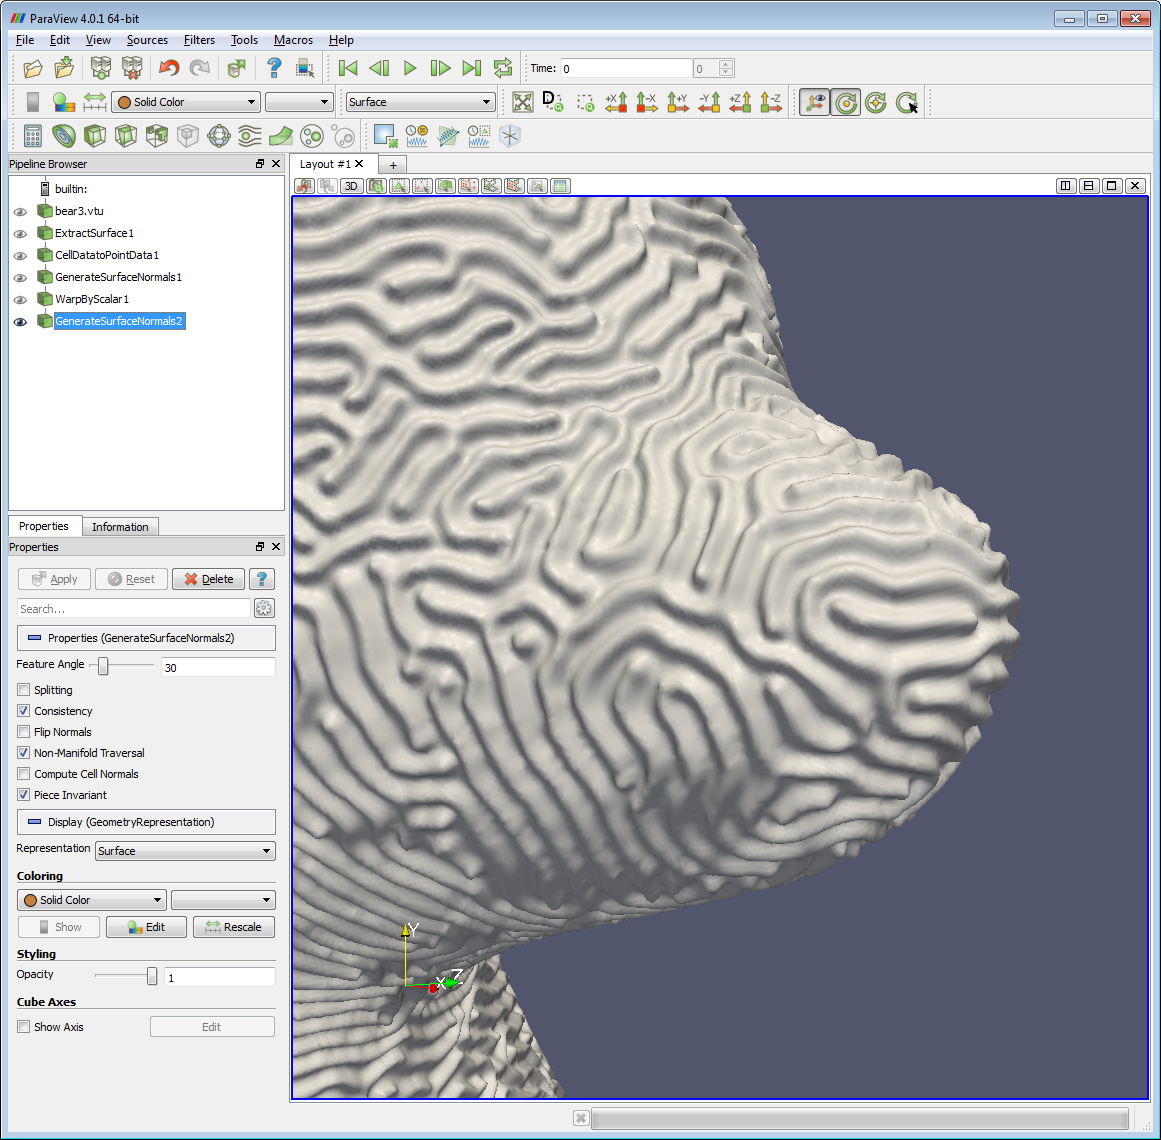 ParaView 4.0.1 64-bit
File Edit View Sources Filters Tools Macros Help
Time: 0 0
Solid Color Surface D +X -X +Y -Y +Z -Z
Pipeline Browser
Layout #1 +
3D
builtin:
bear3.vtu
ExtractSurface1
CellDatatoPointData1
GenerateSurfaceNormals1
WarpByScalar1
GenerateSurfaceNormals2
Properties Information
Properties
Apply Reset Delete ?
Search...
Properties (GenerateSurfaceNormals2)
Feature Angle 30
Splitting
Consistency
Flip Normals
Non-Manifold Traversal
Compute Cell Normals
Piece Invariant
Display (GeometryRepresentation)
Representation Surface
Coloring
Solid Color
Show Edit Rescale
Styling
Opacity 1
Cube Axes
Show Axis Edit
Y
X Z